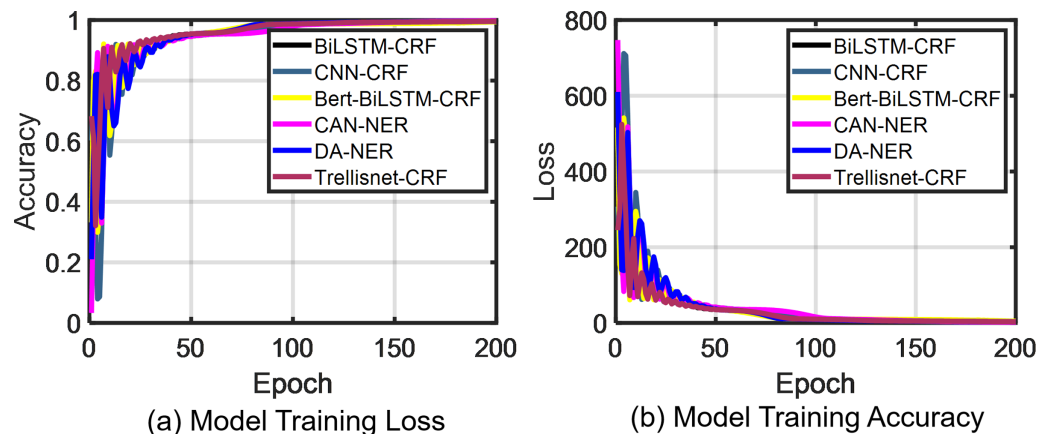 1
0.8
0.6
0.4
0.2
0
Accuracy
BiLSTM-CRF
CNN-CRF
Bert-BiLSTM-CRF
CAN-NER
DA-NER
Trellisnet-CRF
0 50 100 150 200
Epoch
(a) Model Training Loss
800
600
400
200
0
Loss
BiLSTM-CRF
CNN-CRF
Bert-BiLSTM-CRF
CAN-NER
DA-NER
Trellisnet-CRF
0 50 100 150 200
Epoch
(b) Model Training Accuracy